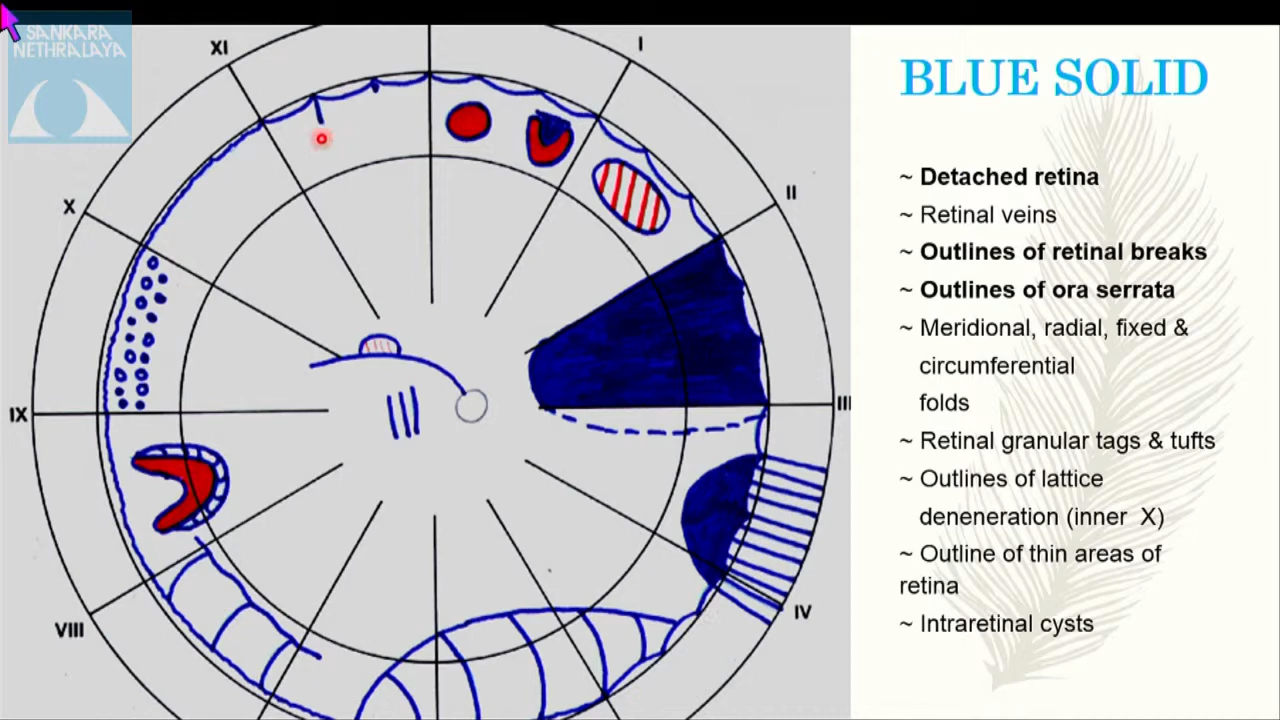 SANKARA
NETHRALAYA
XI
I
X
II
IX
III
VIII
IV
BLUE SOLID
~ Detached retina
~ Retinal veins
~ Outlines of retinal breaks
~ Outlines of ora serrata
~ Meridional, radial, fixed &
circumferential
folds
~ Retinal granular tags & tufts
~ Outlines of lattice
deneneration (inner X)
~ Outline of thin areas of
retina
~ Intraretinal cysts